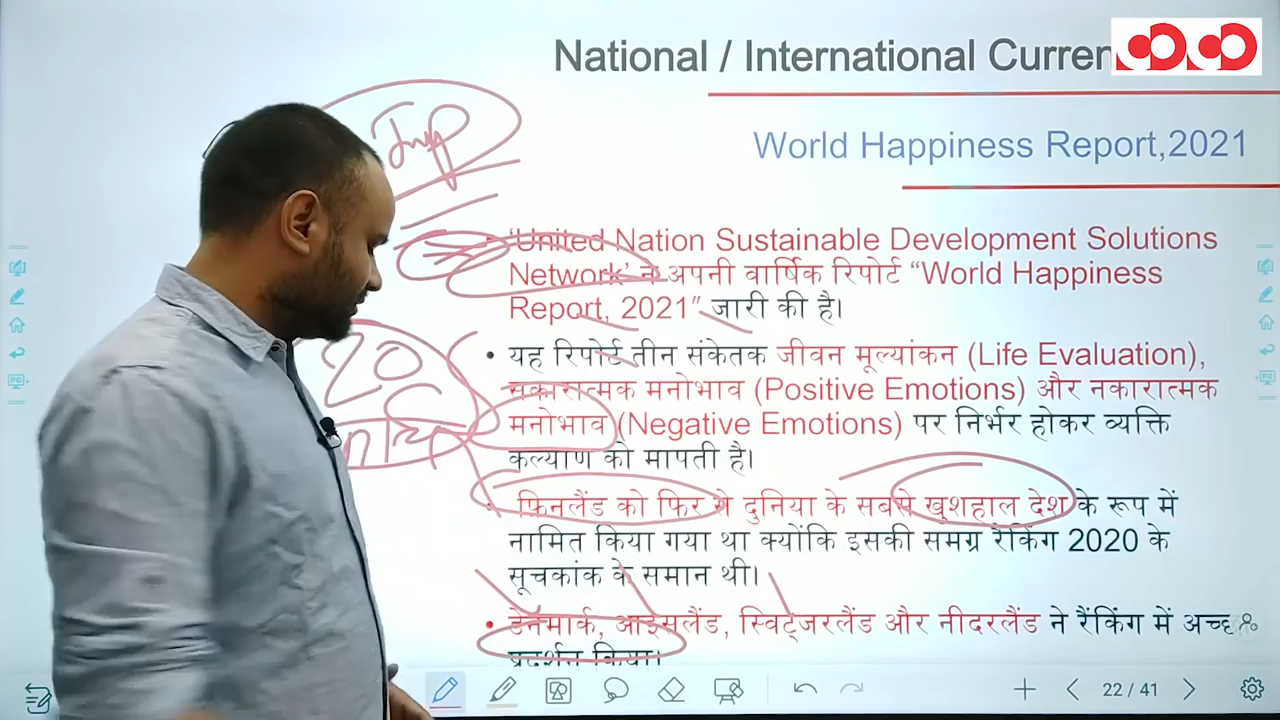 National / International Curren
World Happiness Report,2021
Imp
'United Nation Sustainable Development Solutions
Network' ने अपनी वार्षिक रिपोर्ट "World Happiness
Report, 2021" जारी की है।
20
• यह रिपोर्ट तीन संकेतक जीवन मूल्यांकन (Life Evaluation),
सकारात्मक मनोभाव (Positive Emotions) और नकारात्मक
मनोभाव (Negative Emotions) पर निर्भर होकर व्यक्ति
कल्याण को मापती है।
• फिनलैंड को फिर से दुनिया के सबसे खुशहाल देश के रूप में
नामित किया गया था क्योंकि इसकी समग्र रैंकिंग 2020 के
सूचकांक के समान थी।
• डेनमार्क, आइसलैंड, स्विट्जरलैंड और नीदरलैंड ने रैंकिंग में
प्रदर्शन किया।
22 / 41